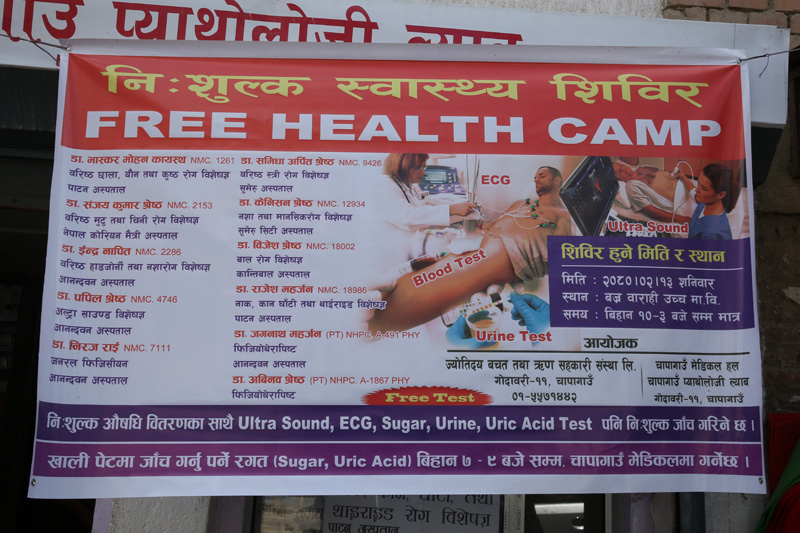 गाउँ प्याथोलोजी ल्याब
निःशुल्क स्वास्थ्य शिविर
FREE HEALTH CAMP
डा. भास्कर मोहन कायस्थ NMC. 1261
वरिष्ठ छाला, यौन तथा कुष्ठ रोग विशेषज्ञ
पाटन अस्पताल
डा. संजय कुमार श्रेष्ठ NMC. 2153
वरिष्ठ मुटु तथा चिनी रोग विशेषज्ञ
नेपाल कोरियन मैत्री अस्पताल
डा. ईन्द्र नापित NMC. 2286
वरिष्ठ हाडजोर्नी तथा नशारोग विशेषज्ञ
आनन्दवन अस्पताल
डा. पपिल श्रेष्ठ NMC. 4746
अल्ट्रा साउण्ड विशेषज्ञ
आनन्दवन अस्पताल
डा. निरज राई NMC. 7111
जनरल फिजिसीयन
आनन्दवन अस्पताल
डा. समिधा अर्पित श्रेष्ठ NMC. 9426
वरिष्ठ स्त्री रोग विशेषज्ञ
सुमेरु अस्पताल
डा. केनिसन श्रेष्ठ NMC. 12934
नशा तथा मानसिकरोग विशेषज्ञ
सुमेरु सिटी अस्पताल
डा. विजेश श्रेष्ठ NMC. 18002
बाल रोग विशेषज्ञ
कान्तिबाल अस्पताल
डा. राजेश महर्जन NMC. 18986
नाक, कान घाँटी तथा थाईराइड विशेषज्ञ
पाटन अस्पताल
डा. जगनाथ महर्जन (PT) NHPC. A-491 PHY
फिजियोथेरापिष्ट
आनन्दवन अस्पताल
डा. अबिनव श्रेष्ठ (PT) NHPC. A-1867 PHY
फिजियोथेरापिष्ट
ECG
Ultra Sound
Blood Test
Urine Test
Free Test
शिविर हुने मिति र स्थान
मिति : २०८०।०२।१३ शनिवार
स्थान : बज्र वाराही उच्च मा.वि.
समय : बिहान १०-३ बजे सम्म मात्र
आयोजक
ज्योतिदय बचत तथा ऋण सहकारी संस्था लि.
गोदावरी-११, चापागाउँ
०१-५५७१४४२
चापागाउँ मेडिकल हल
चापागाउँ प्याथोलोजी ल्याब
गोदावरी-११, चापागाउँ
निःशुल्क औषधि वितरणका साथै Ultra Sound, ECG, Sugar, Urine, Uric Acid Test पनि निःशुल्क जाँच गरिने छ ।
खाली पेटमा जाँच गर्नु पर्ने रगत (Sugar, Uric Acid) बिहान ७ - ९ बजे सम्म. चापागाउँ मेडिकलमा गर्नेछ ।
थाइराइड रोग विशेषज्ञ
पाटन अस्पताल